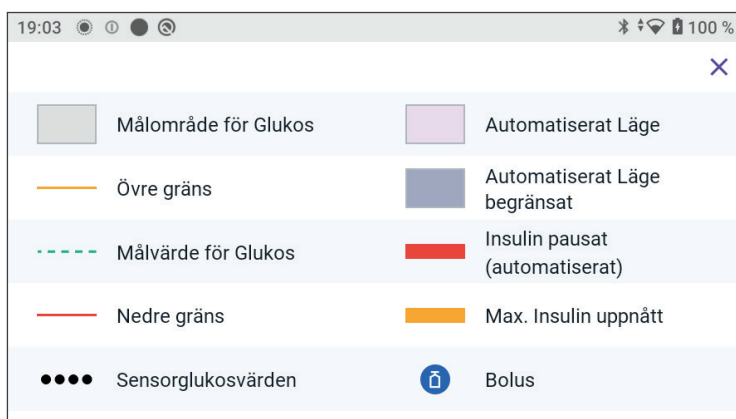 19:03 100 %
Målområde för Glukos
Automatiserat Läge
Övre gräns
Automatiserat Läge
begränsat
Målvärde för Glukos
Insulin pausat
(automatiserat)
Nedre gräns
Max. Insulin uppnått
Sensorglukosvärden
Bolus